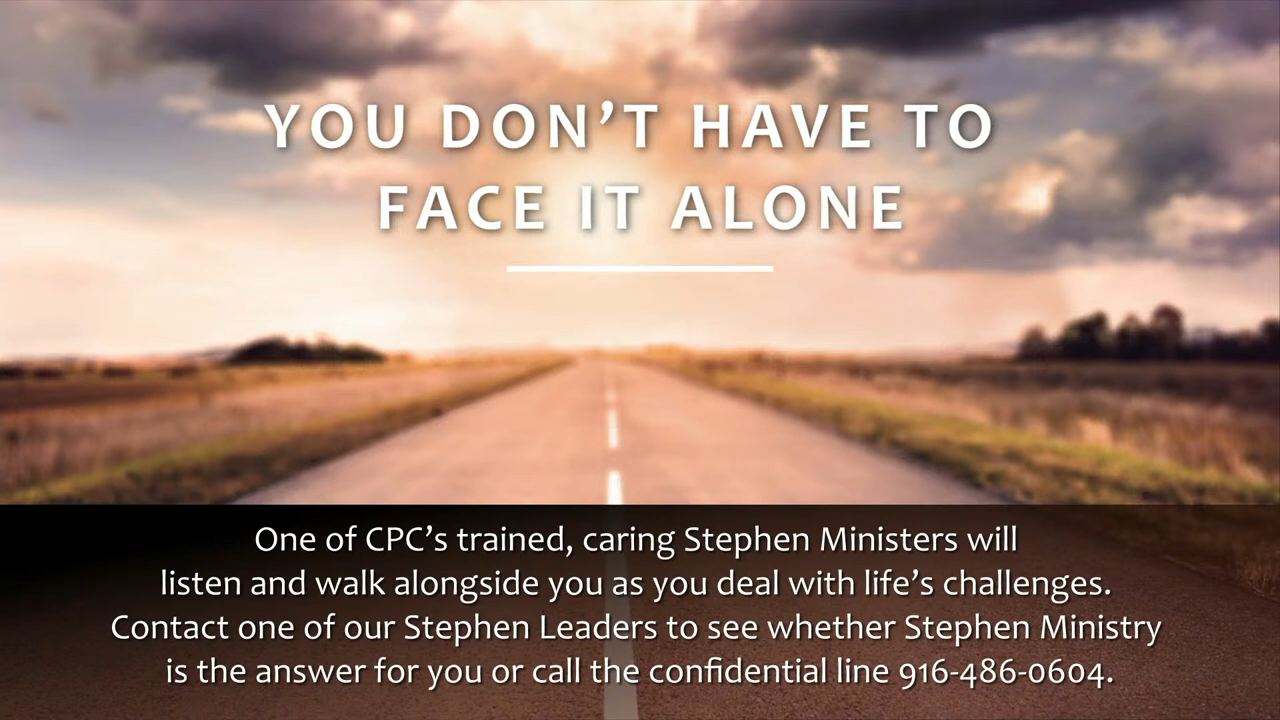 YOU DON’T HAVE TO
FACE IT ALONE
One of CPC’s trained, caring Stephen Ministers will
listen and walk alongside you as you deal with life’s challenges.
Contact one of our Stephen Leaders to see whether Stephen Ministry
is the answer for you or call the confidential line 916-486-0604.